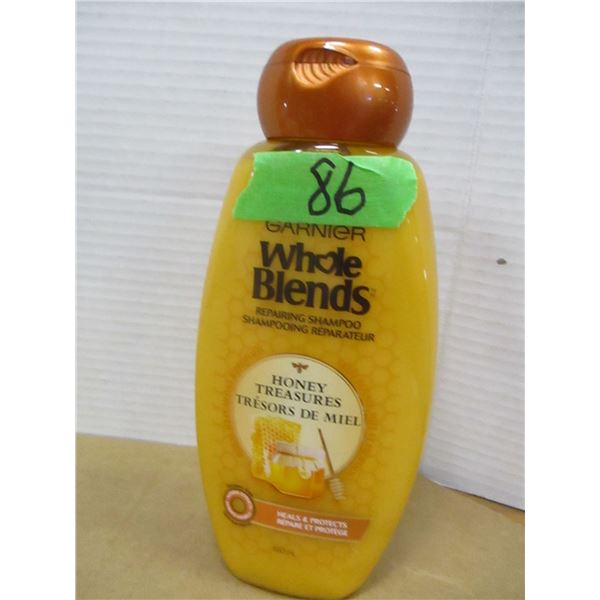 86
GARNIER
Whole
Blends
REPAIRING SHAMPOO
SHAMPOOING RÉPARATEUR
HONEY
TREASURES
TRÉSORS DE MIEL
HEALS & PROTECTS
RÉPARE ET PROTÈGE